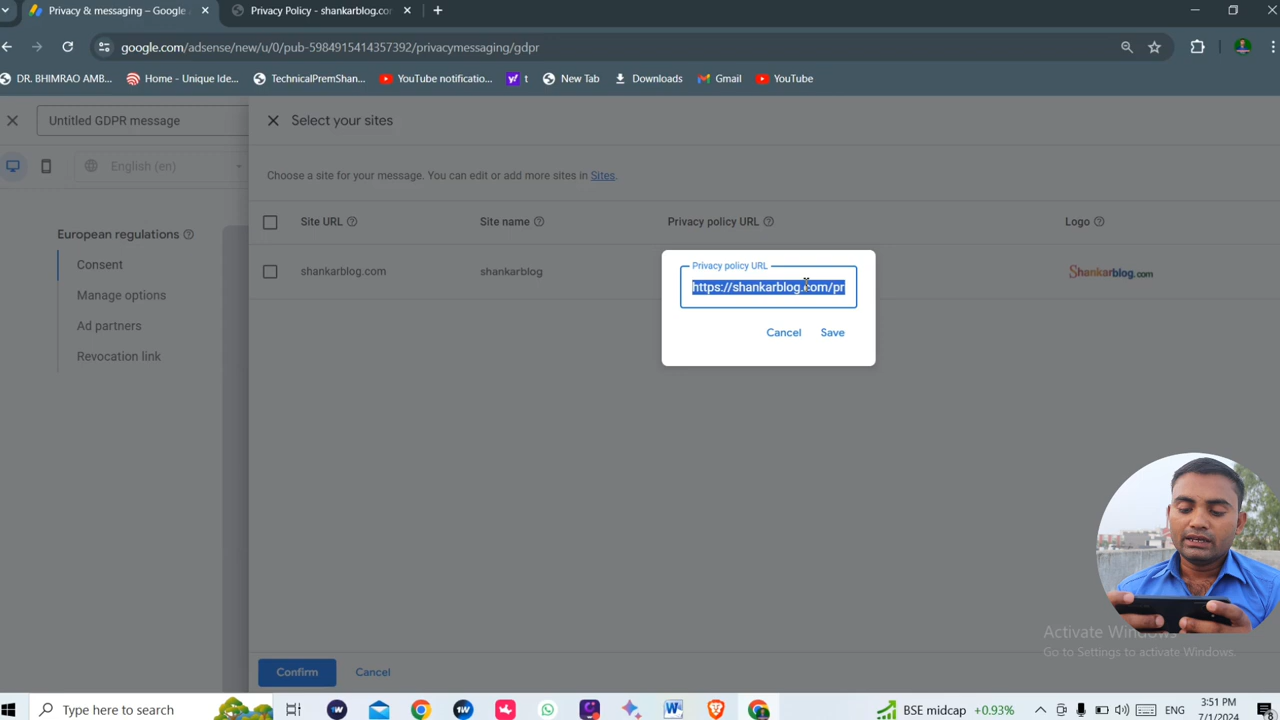 Privacy & messaging – Google
Privacy Policy - shankarblog.com
google.com/adsense/new/u/0/pub-5984915414357392/privacymessaging/gdpr
DR. BHIMRAO AMB...
Home - Unique Ide...
TechnicalPremShan...
YouTube notificatio...
t
New Tab
Downloads
Gmail
YouTube
Untitled GDPR message
Select your sites
English (en)
Choose a site for your message. You can edit or add more sites in Sites.
European regulations
Site URL
Site name
Privacy policy URL
Logo
Consent
shankarblog.com
shankarblog
Shankarblog.com
Privacy policy URL
https://shankarblog.com/pr
Manage options
Ad partners
Cancel
Save
Revocation link
Activate Windows
Go to Settings to activate Windows.
Confirm
Cancel
Type here to search
BSE midcap +0.93%
ENG
3:51 PM
7/1/2024